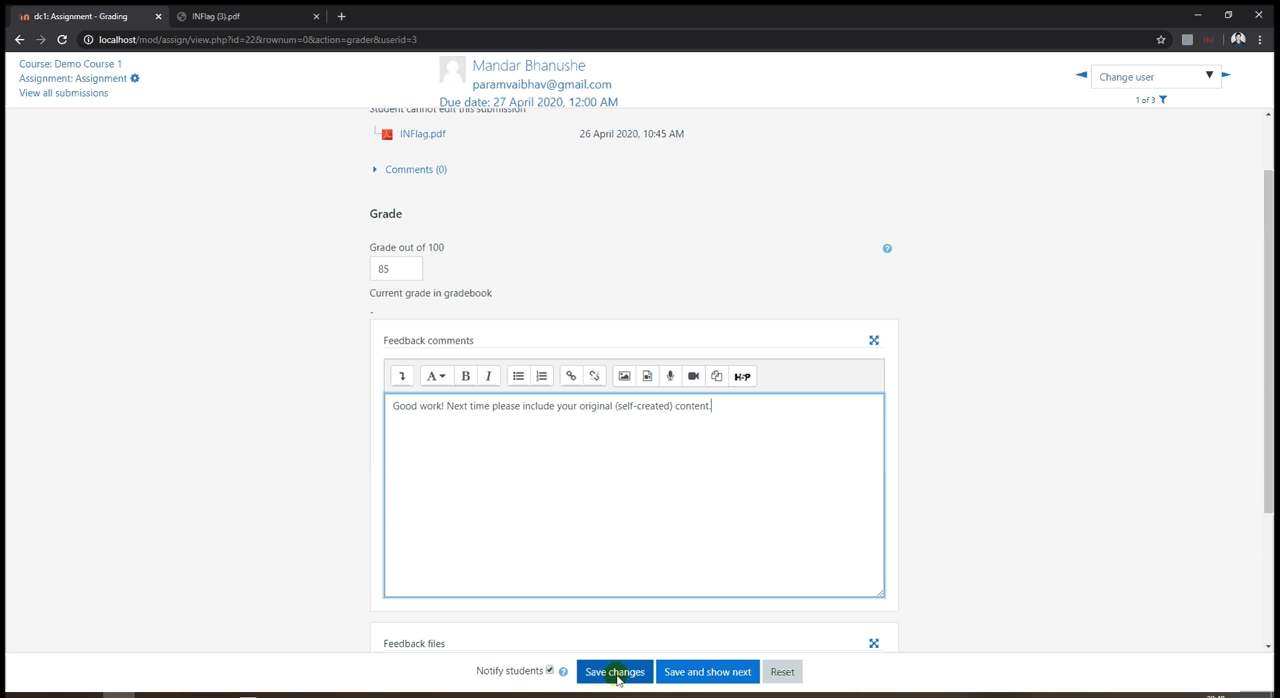 dc1: Assignment - Grading
INFlag (3).pdf
localhost/mod/assign/view.php?id=22&rownum=0&action=grader&userid=3
Course: Demo Course 1
Assignment: Assignment
View all submissions
Mandar Bhanushe
paramvaibhav@gmail.com
Due date: 27 April 2020, 12:00 AM
Change user
1 of 3
Student cannot edit this submission
INFlag.pdf
26 April 2020, 10:45 AM
Comments (0)
Grade
Grade out of 100
85
Current grade in gradebook
-
Feedback comments
A B I
H-P
Good work! Next time please include your original (self-created) content.
Feedback files
Notify students
Save changes
Save and show next
Reset